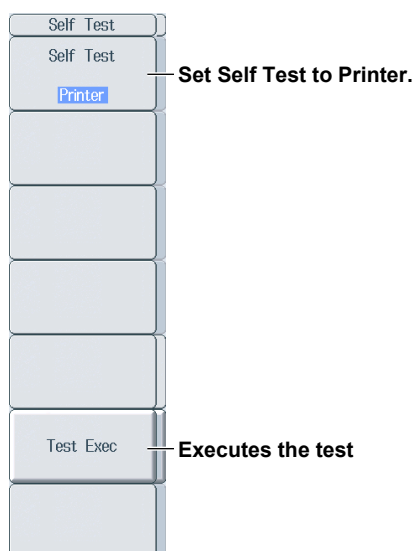 Self Test
Self Test
Set Self Test to Printer.
Printer
Test Exec
Executes the test